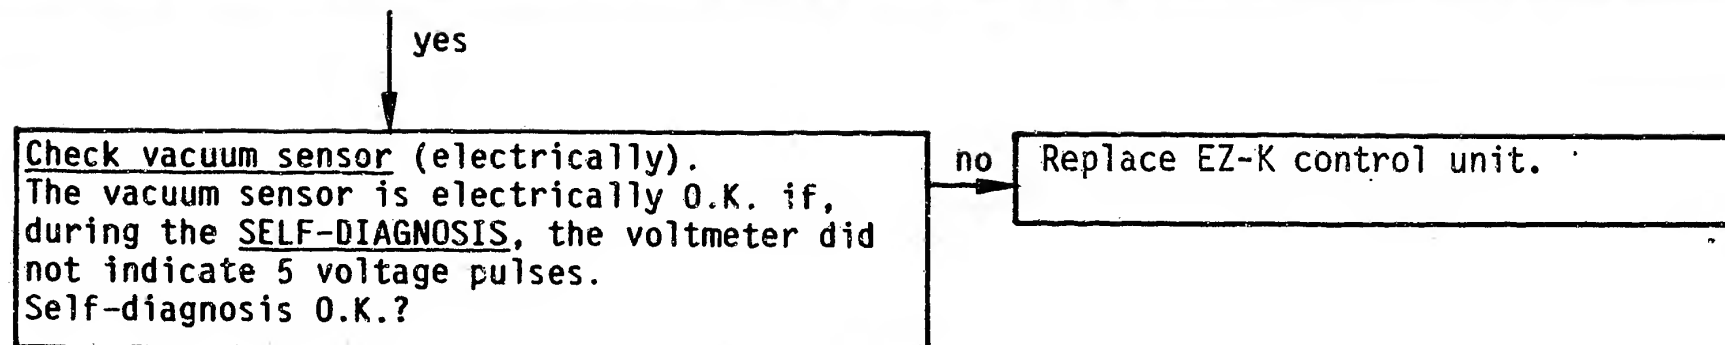 yes
Check vacuum sensor (electrically).
The vacuum sensor is electrically O.K. if,
during the SELF-DIAGNOSIS, the voltmeter did
not indicate 5 voltage pulses.
Self-diagnosis O.K.?
no
Replace EZ-K control unit.